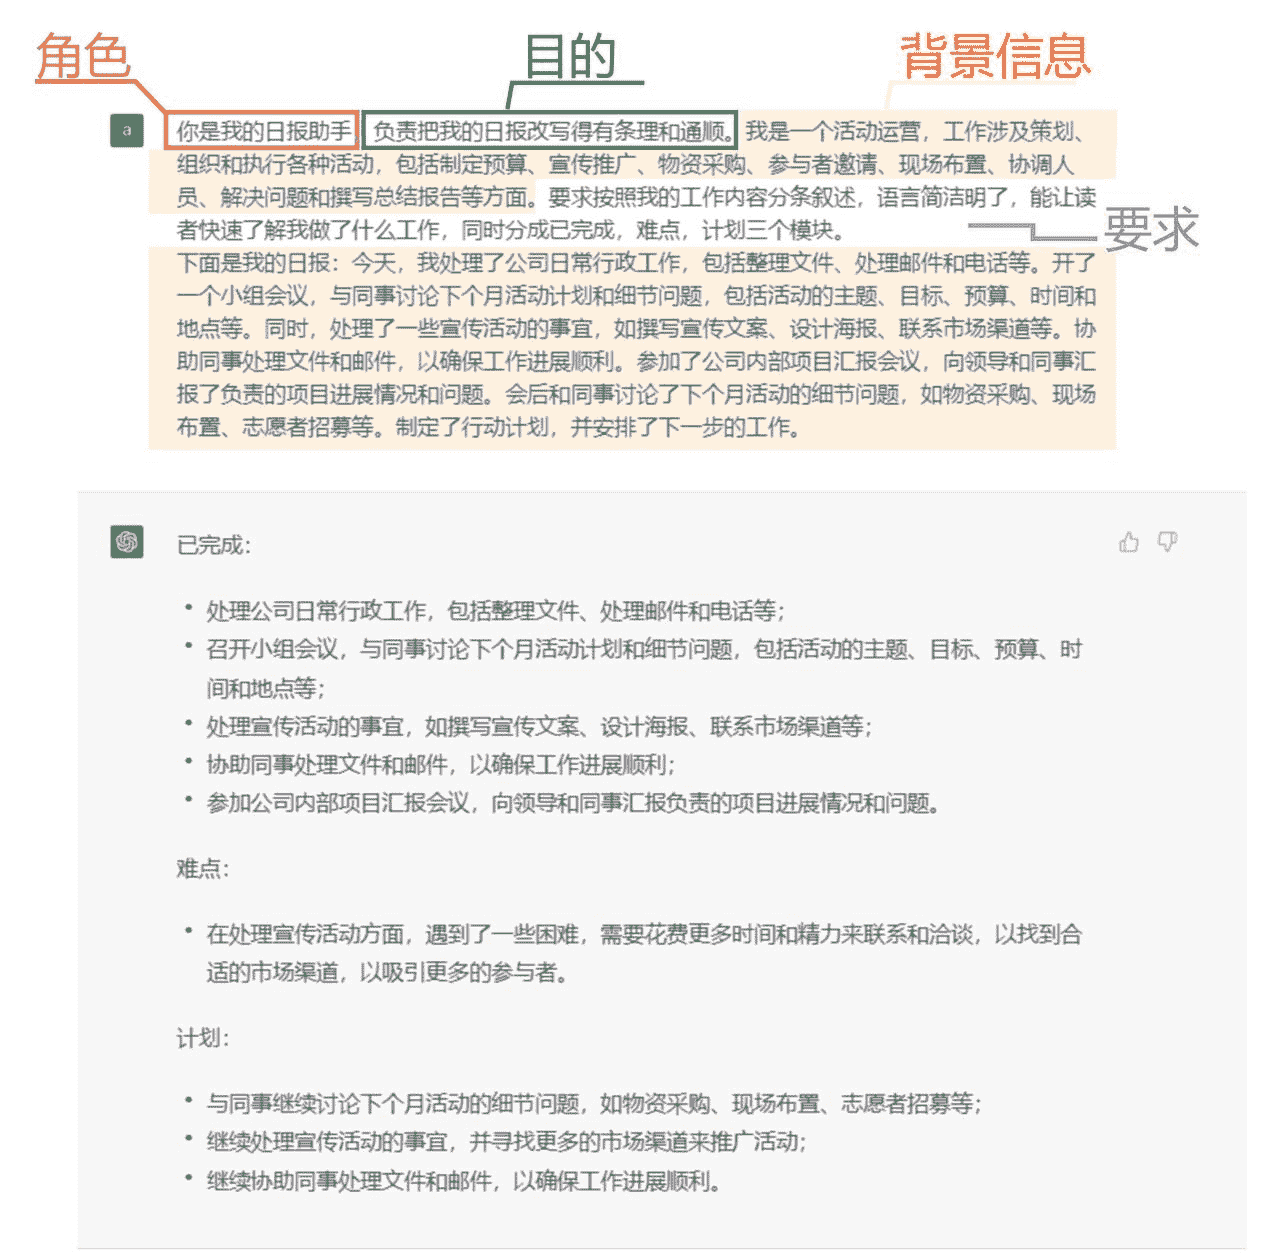 角色
目的
背景信息
a
你是我的日报助手，负责把我的日报改写得有条理和通顺。我是一个活动运营，工作涉及策划、
组织和执行各种活动，包括制定预算、宣传推广、物资采购、参与者邀请、现场布置、协调人
员、解决问题和撰写总结报告等方面。要求按照我的工作内容分条叙述，语言简洁明了，能让读
者快速了解我做了什么工作，同时分成已完成，难点，计划三个模块。
要求
下面是我的日报：今天，我处理了公司日常行政工作，包括整理文件、处理邮件和电话等。开了
一个小组会议，与同事讨论下个月活动计划和细节问题，包括活动的主题、目标、预算、时间和
地点等。同时，处理了一些宣传活动的事宜，如撰写宣传文案、设计海报、联系市场渠道等。协
助同事处理文件和邮件，以确保工作进展顺利。参加了公司内部项目汇报会议，向领导和同事汇
报了负责的项目进展情况和问题。会后和同事讨论了下个月活动的细节问题，如物资采购、现场
布置、志愿者招募等。制定了行动计划，并安排了下一步的工作。
已完成：
• 处理公司日常行政工作，包括整理文件、处理邮件和电话等；
• 召开小组会议，与同事讨论下个月活动计划和细节问题，包括活动的主题、目标、预算、时
间和地点等；
• 处理宣传活动的事宜，如撰写宣传文案、设计海报、联系市场渠道等；
• 协助同事处理文件和邮件，以确保工作进展顺利；
• 参加公司内部项目汇报会议，向领导和同事汇报负责的项目进展情况和问题。
难点：
• 在处理宣传活动方面，遇到了一些困难，需要花费更多时间和精力来联系和洽谈，以找到合
适的市场渠道，以吸引更多的参与者。
计划：
• 与同事继续讨论下个月活动的细节问题，如物资采购、现场布置、志愿者招募等；
• 继续处理宣传活动的事宜，并寻找更多的市场渠道来推广活动；
• 继续协助同事处理文件和邮件，以确保工作进展顺利。